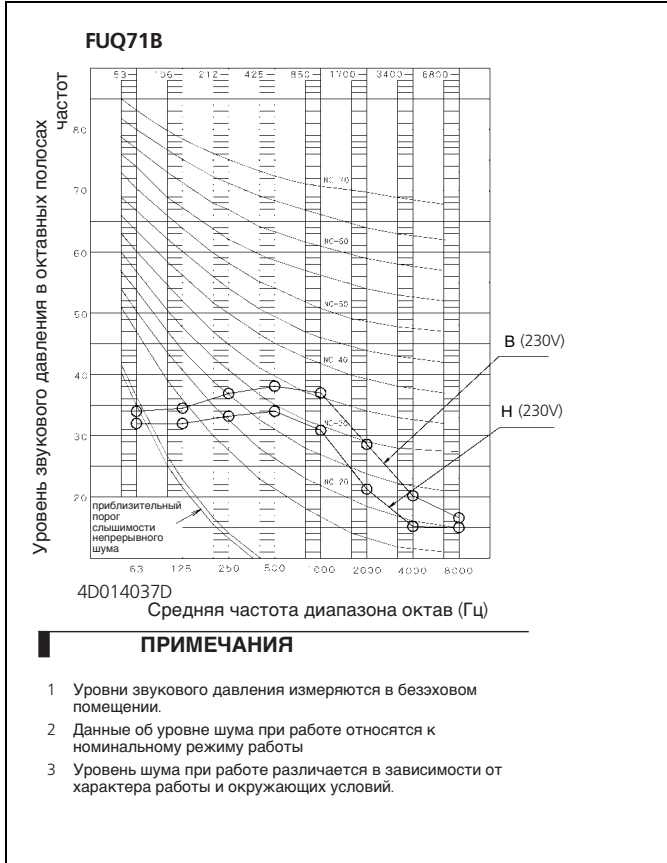 FUQ71B
Уровень звукового давления в октавных полосах
частот
53 106 212 425 850 1700 3400 6800
80
70
60
50
40
30
20
NC-70
NC-60
NC-50
NC-40
NC-30
NC-20
B (230V)
H (230V)
приблизительный
порог
слышимости
непрерывного
шума
63 125 250 500 1000 2000 4000 8000
4D014037D
Средняя частота диапазона октав (Гц)
ПРИМЕЧАНИЯ
1 Уровни звукового давления измеряются в безэховом
помещении.
2 Данные об уровне шума при работе относятся к
номинальному режиму работы
3 Уровень шума при работе различается в зависимости от
характера работы и окружающих условий.